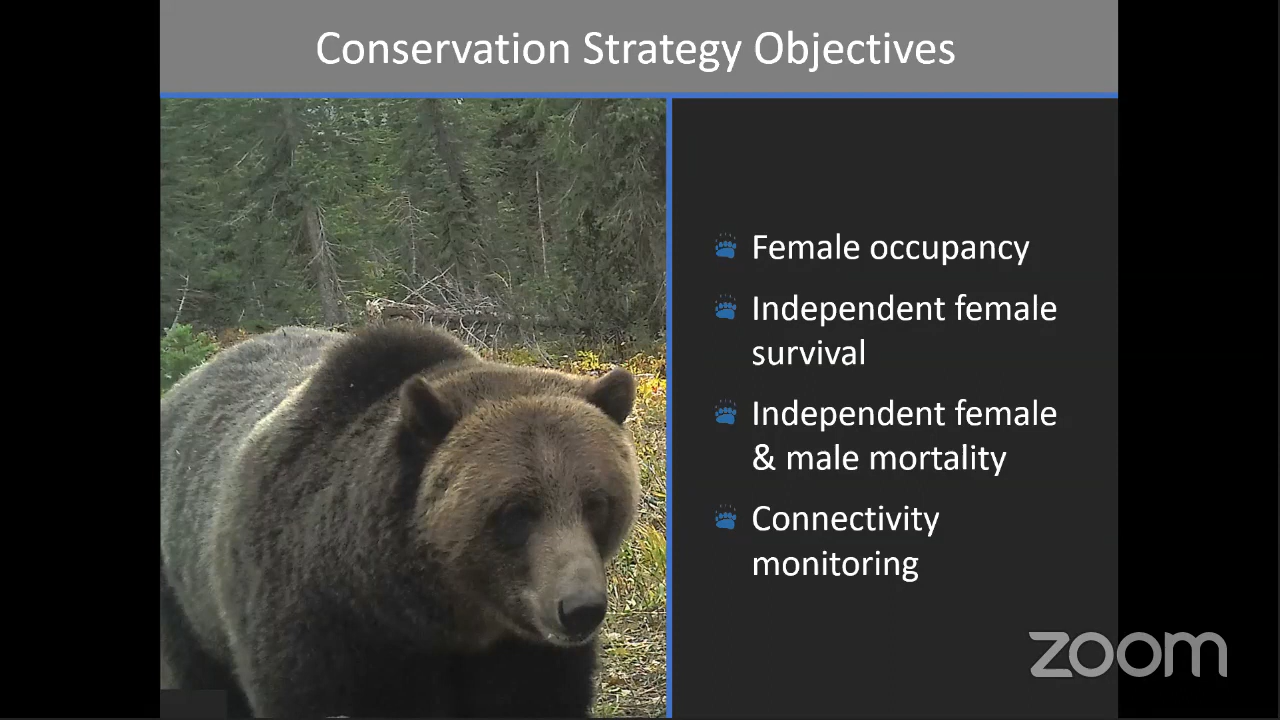 Conservation Strategy Objectives
Female occupancy
Independent female
survival
Independent female
& male mortality
Connectivity
monitoring
zoom